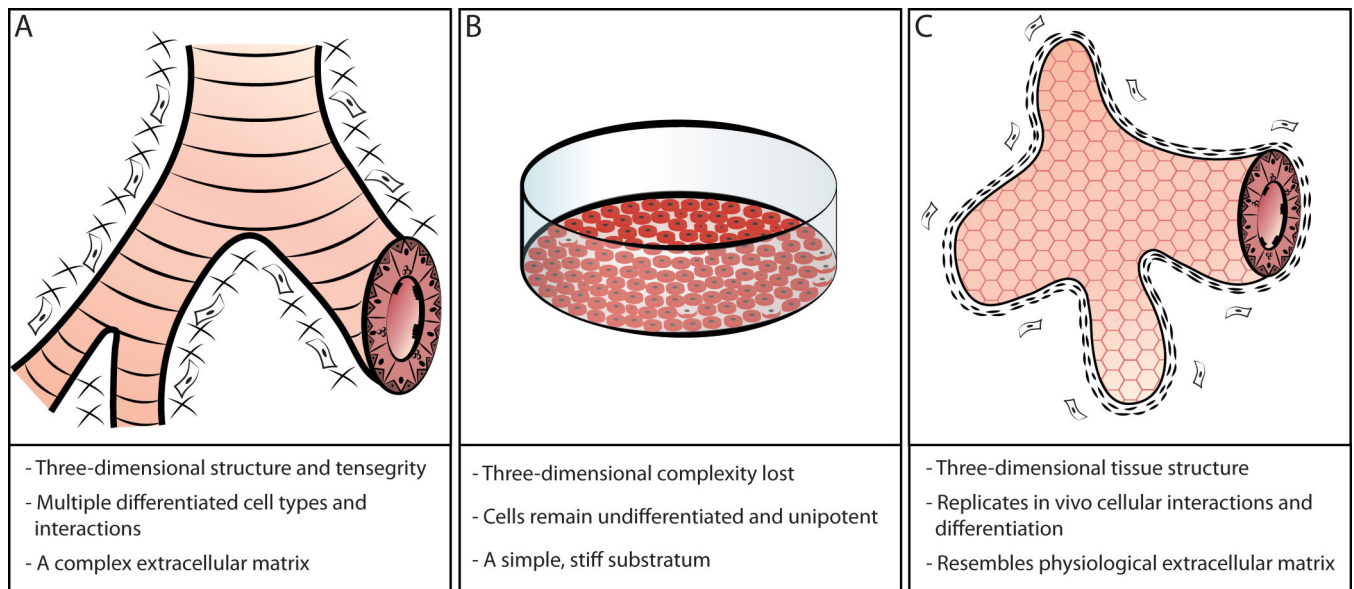 A
- Three-dimensional structure and tensegrity
- Multiple differentiated cell types and
interactions
- A complex extracellular matrix
B
- Three-dimensional complexity lost
- Cells remain undifferentiated and unipotent
- A simple, stiff substratum
C
- Three-dimensional tissue structure
- Replicates in vivo cellular interactions and
differentiation
- Resembles physiological extracellular matrix